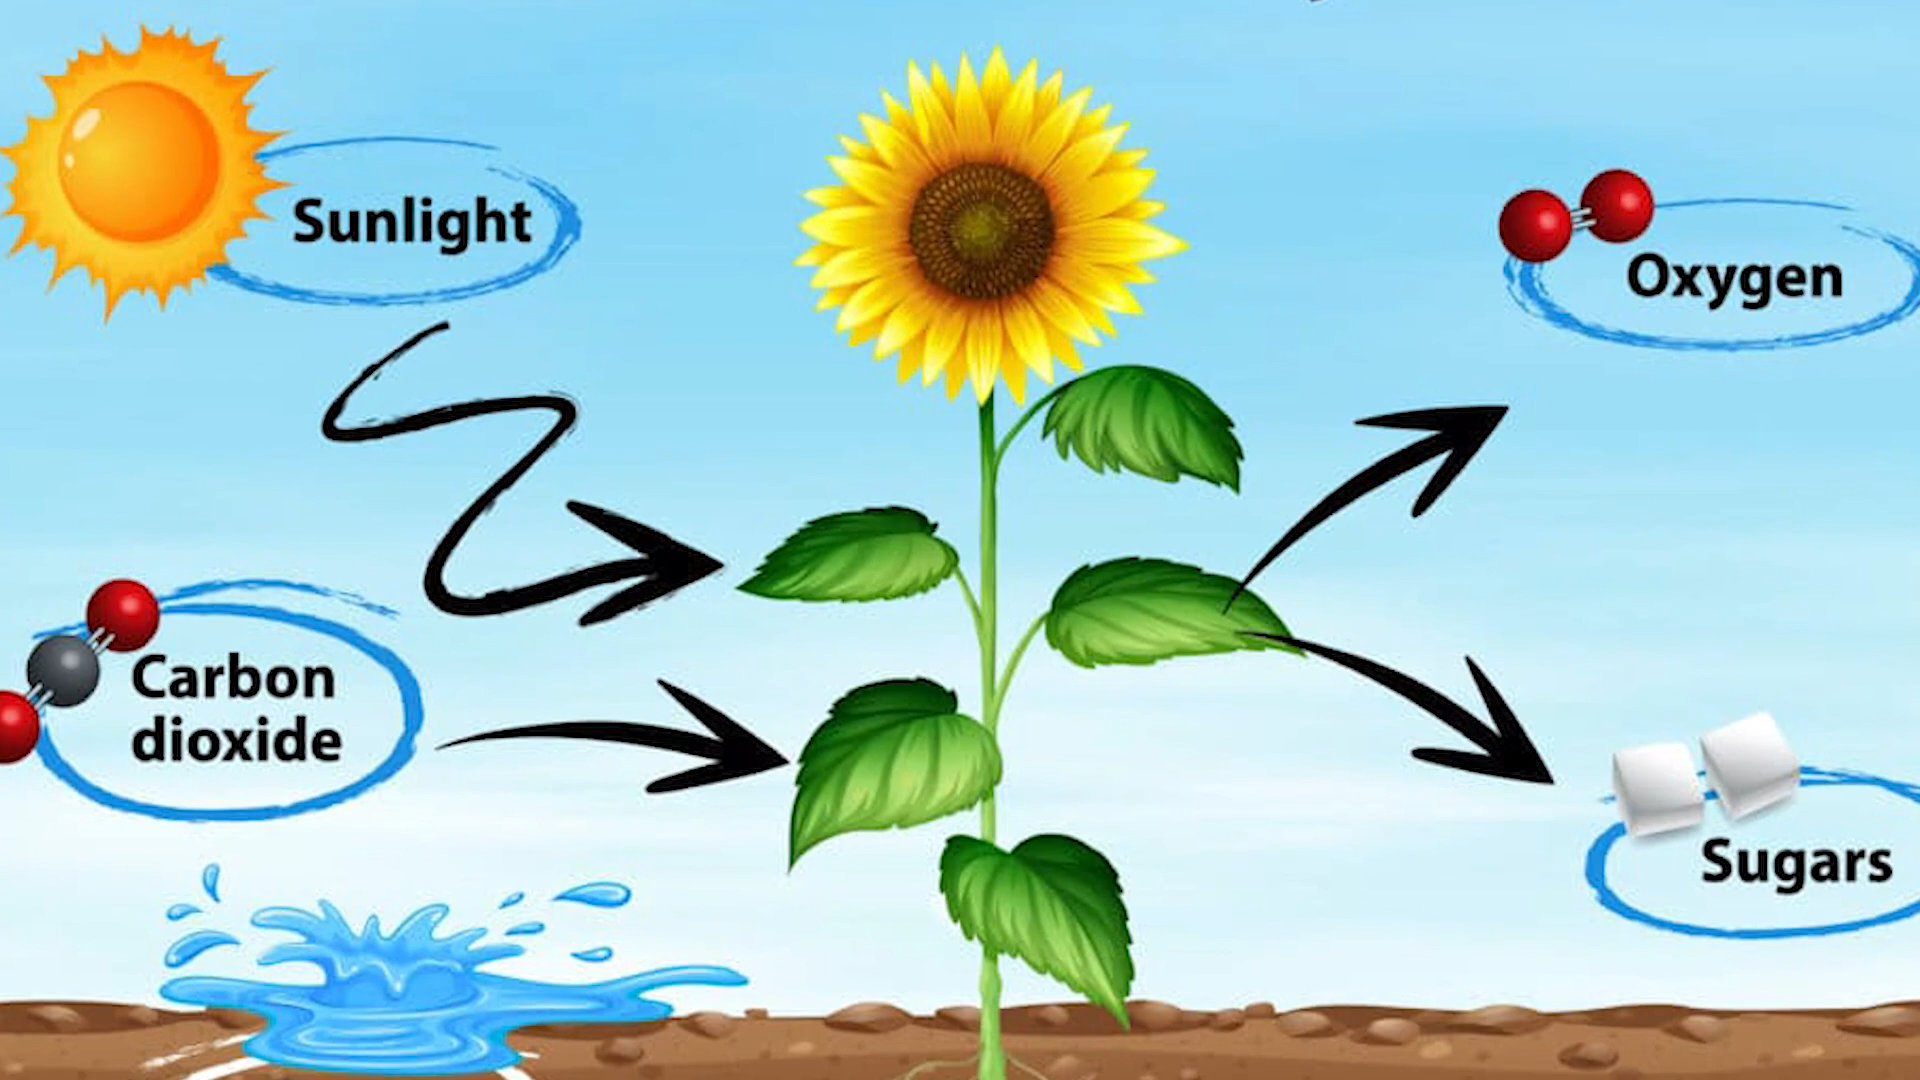 Sunlight
Oxygen
Carbon
dioxide
Sugars